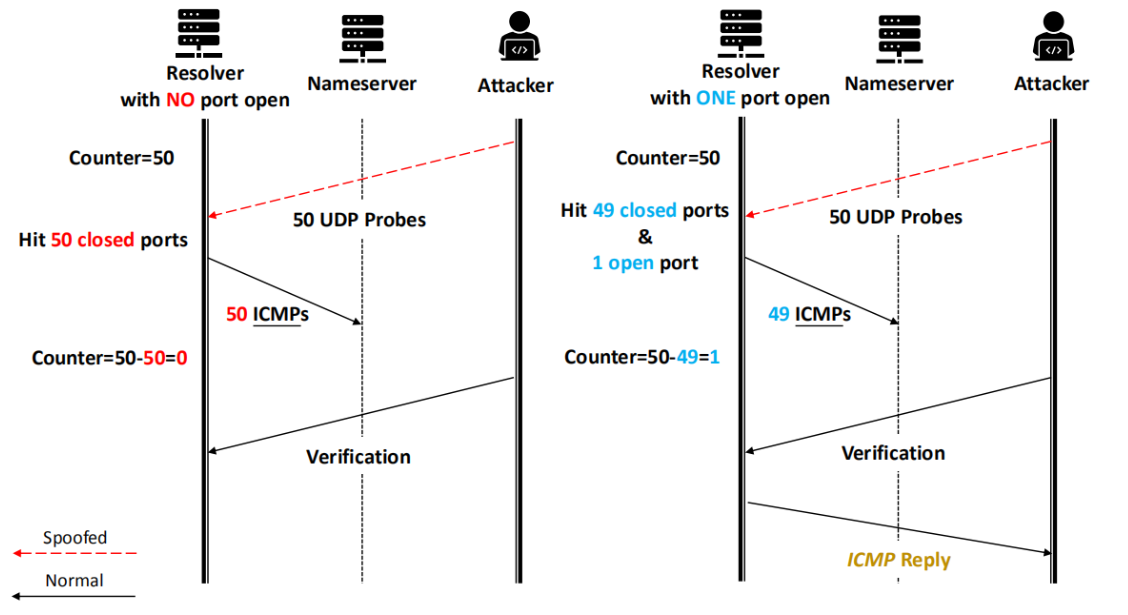 Resolver
with NO port open
Nameserver
Attacker
Counter=50
50 UDP Probes
Hit 50 closed ports
50 ICMPs
Counter=50-50=0
Verification
Spoofed
Normal
Resolver
with ONE port open
Nameserver
Attacker
Counter=50
Hit 49 closed ports
&
1 open port
50 UDP Probes
49 ICMPs
Counter=50-49=1
Verification
ICMP Reply